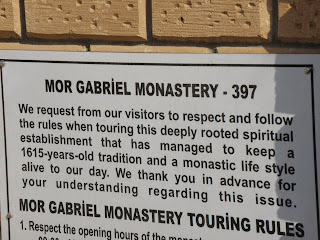 MOR GABRİEL MONASTERY - 397
We request from our visitors to respect and follow
the rules when touring this deeply rooted spiritual
establishment that has managed to keep a
1615-years-old tradition and a monastic life style
alive to our day. We thank you in advance for
your understanding regarding this issue.
MOR GABRİEL MONASTERY TOURING RULES
1. Respect the opening hours of the